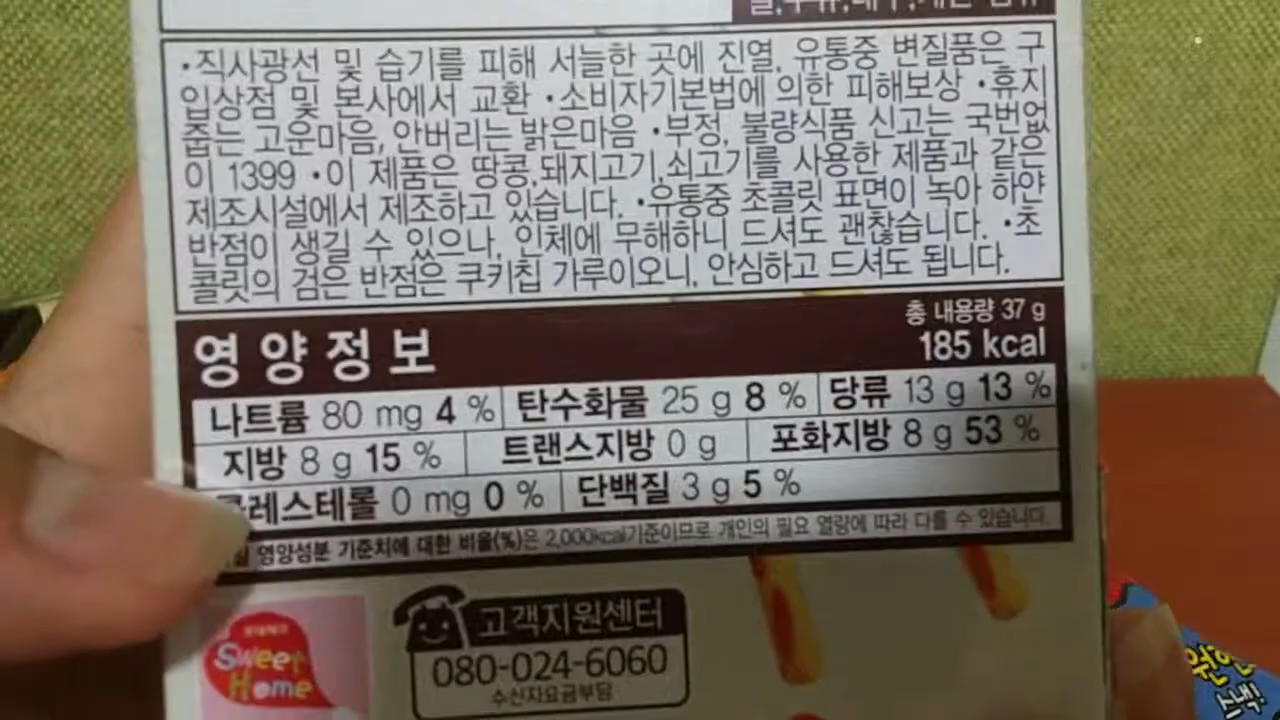 ·직사광선 및 습기를 피해 서늘한 곳에 진열, 유통중 변질품은 구
입상점 및 본사에서 교환 ·소비자기본법에 의한 피해보상 ·휴지
줍는 고운마음, 안버리는 밝은마음 ·부정, 불량식품 신고는 국번없
이 1399 ·이 제품은 땅콩,돼지고기,쇠고기를 사용한 제품과 같은
제조시설에서 제조하고 있습니다. ·유통중 초콜릿 표면이 녹아 하얀
반점이 생길 수 있으나, 인체에 무해하니 드셔도 괜찮습니다. ·초
콜릿의 검은 반점은 쿠키칩 가루이오니, 안심하고 드셔도 됩니다.
총 내용량 37 g
영양정보 185 kcal
나트륨 80 mg 4 % 탄수화물 25 g 8 % 당류 13 g 13 %
지방 8 g 15 % 트랜스지방 0 g 포화지방 8 g 53 %
레스테롤 0 mg 0 % 단백질 3 g 5 %
영양성분 기준치에 대한 비율(%)은 2,000kcal기준이므로 개인의 필요 열량에 따라 다를 수 있습니다.
고객지원센터
080-024-6060
수신자요금부담
Sweet
Home